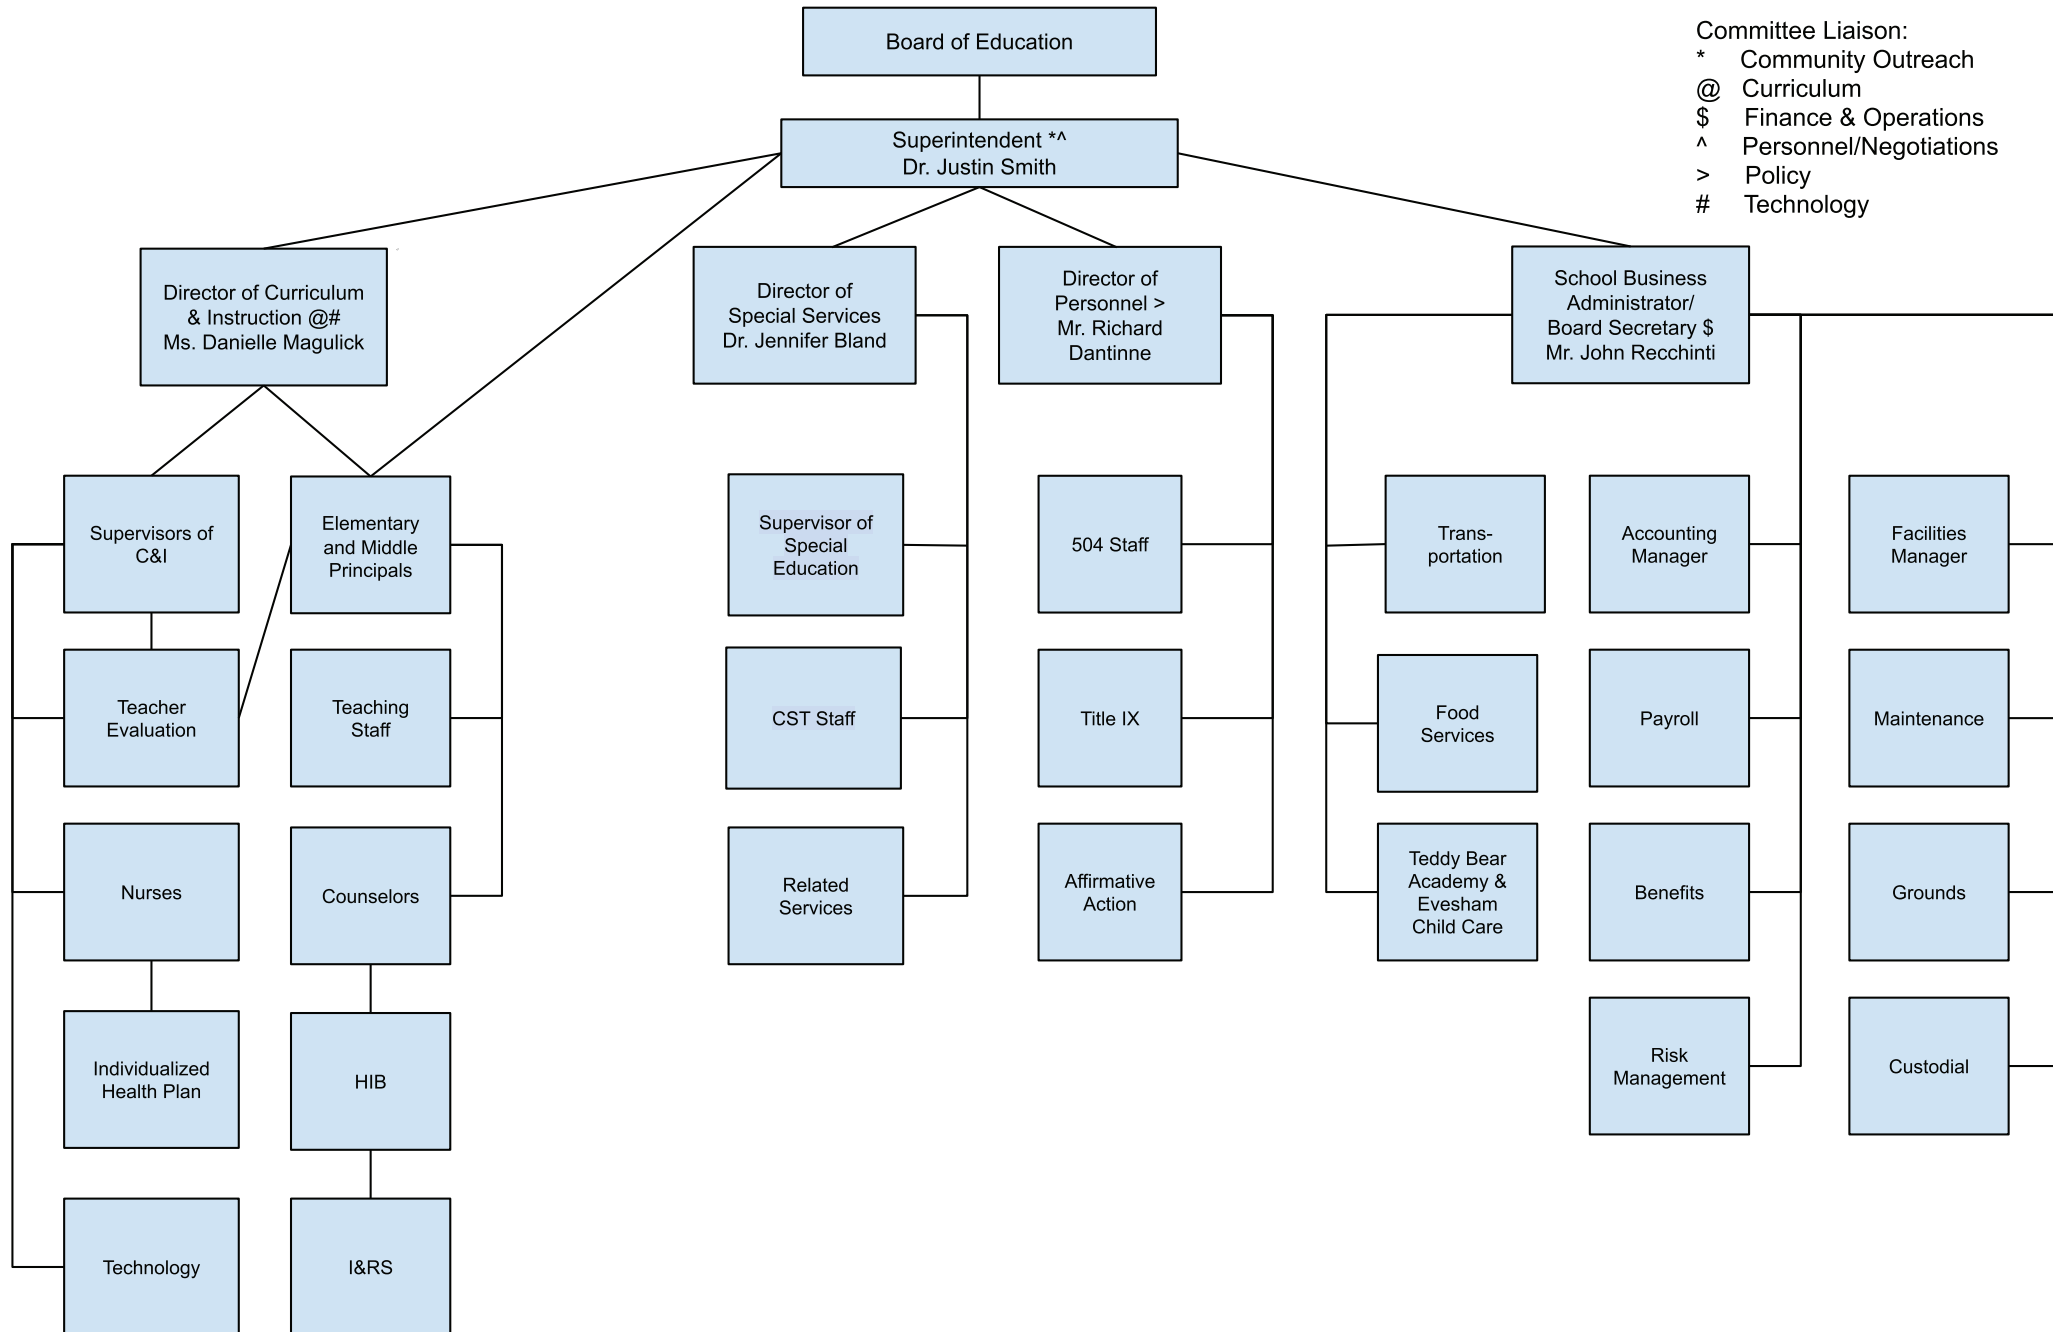 Board of Education
Committee Liaison:
* Community Outreach
@ Curriculum
$ Finance & Operations
^ Personnel/Negotiations
> Policy
# Technology
Superintendent *^
Dr. Justin Smith
Director of Curriculum
& Instruction @#
Ms. Danielle Magulick
Director of
Special Services
Dr. Jennifer Bland
Director of
Personnel >
Mr. Richard
Dantinne
School Business
Administrator/
Board Secretary $
Mr. John Recchinti
Supervisors of
C&I
Elementary
and Middle
Principals
Supervisor of
Special
Education
504 Staff
Trans-
portation
Accounting
Manager
Facilities
Manager
Teacher
Evaluation
Teaching
Staff
CST Staff
Title IX
Food
Services
Payroll
Maintenance
Nurses
Counselors
Related
Services
Affirmative
Action
Teddy Bear
Academy &
Evesham
Child Care
Benefits
Grounds
Individualized
Health Plan
HIB
Risk
Management
Custodial
Technology
I&RS